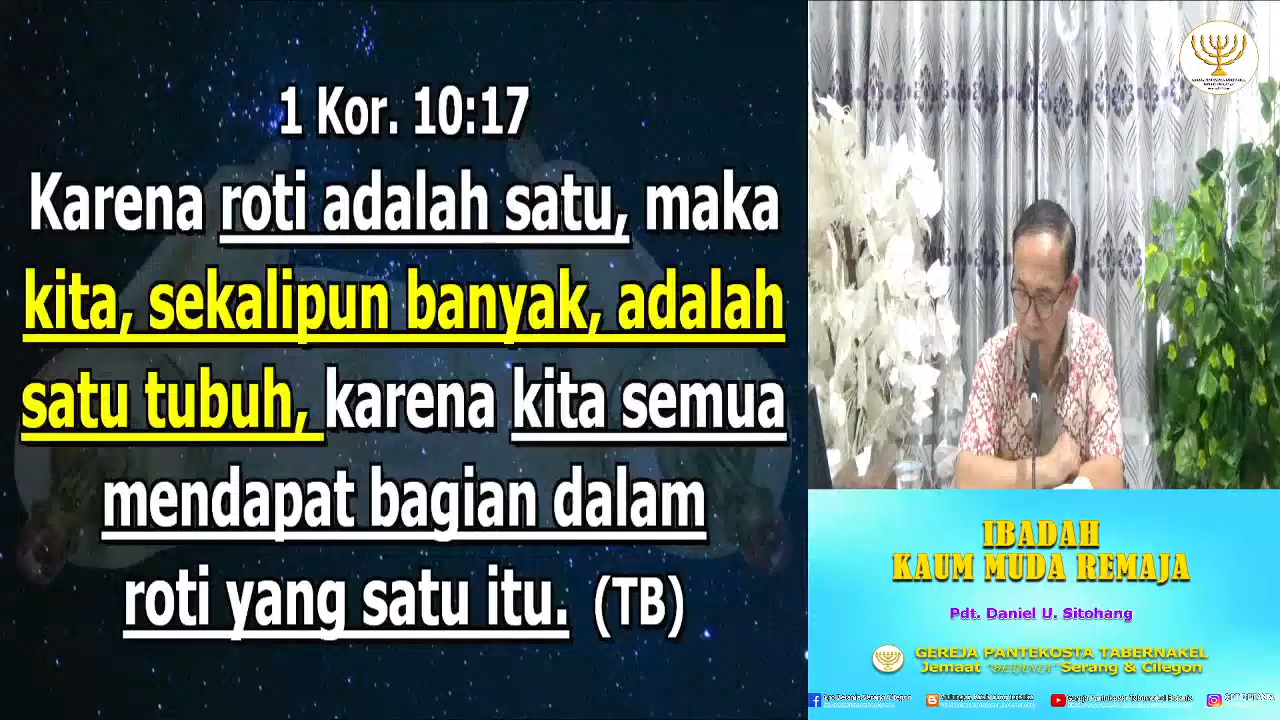 1 Kor. 10:17
Karena roti adalah satu, maka
kita, sekalipun banyak, adalah
satu tubuh, karena kita semua
mendapat bagian dalam
roti yang satu itu. (TB)
IBADAH
KAUM MUDA REMAJA
Pdt. Daniel U. Sitohang
GEREJA PANTEKOSTA TABERNAKEL
Jemaat "BETANIA" Serang & Cilegon